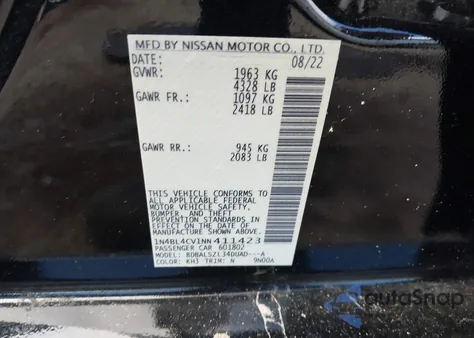 MFD BY NISSAN MOTOR CO., LTD.
DATE: 08/22
GVWR: 1963 KG
4328 LB
GAWR FR.: 1097 KG
2418 LB
GAWR RR.: 945 KG
2083 LB
THIS VEHICLE CONFORMS TO
ALL APPLICABLE FEDERAL
MOTOR VEHICLE SAFETY,
BUMPER, AND THEFT
PREVENTION STANDARDS IN
EFFECT ON THE DATE OF
MANUFACTURE SHOWN ABOVE.
1N4BL4CV1NN411423
PASSENGER CAR 601802
MODEL: BDBALSZL34DUAD---A
COLOR: KH3 TRIM: N 9N00A
autoSnap